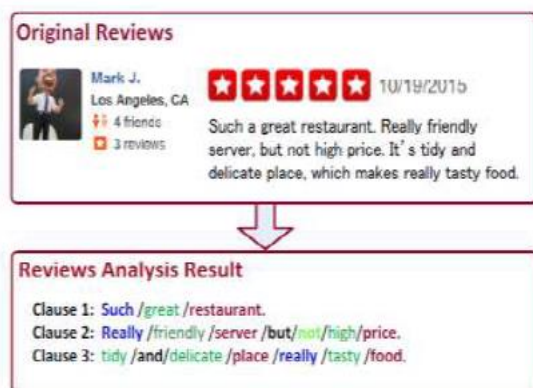 Original Reviews
Mark J.
Los Angeles, CA
4 friends
3 reviews
10/19/2015
Such a great restaurant. Really friendly
server, but not high price. It's tidy and
delicate place, which makes really tasty food.
Reviews Analysis Result
Clause 1: Such /great /restaurant.
Clause 2: Really /friendly /server /but/not/high/price.
Clause 3: tidy /and/delicate /place /really /tasty /food.